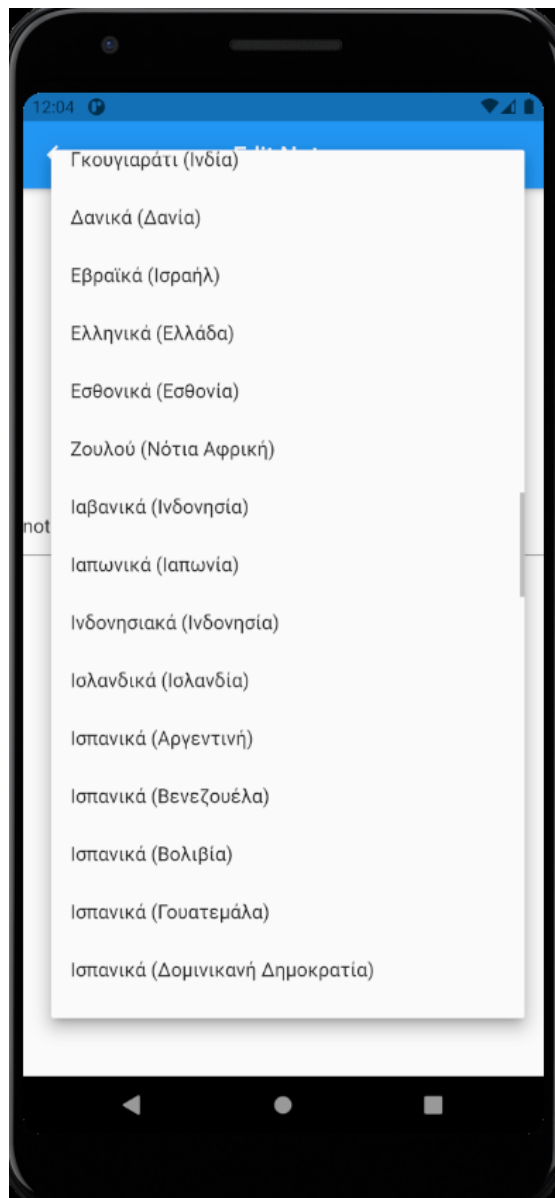 12:04
Γκουγιαράτι (Ινδία)
Δανικά (Δανία)
Εβραϊκά (Ισραήλ)
Ελληνικά (Ελλάδα)
Εσθονικά (Εσθονία)
Ζουλού (Νότια Αφρική)
Ιαβανικά (Ινδονησία)
not
Ιαπωνικά (Ιαπωνία)
Ινδονησιακά (Ινδονησία)
Ισλανδικά (Ισλανδία)
Ισπανικά (Αργεντινή)
Ισπανικά (Βενεζουέλα)
Ισπανικά (Βολιβία)
Ισπανικά (Γουατεμάλα)
Ισπανικά (Δομινικανή Δημοκρατία)